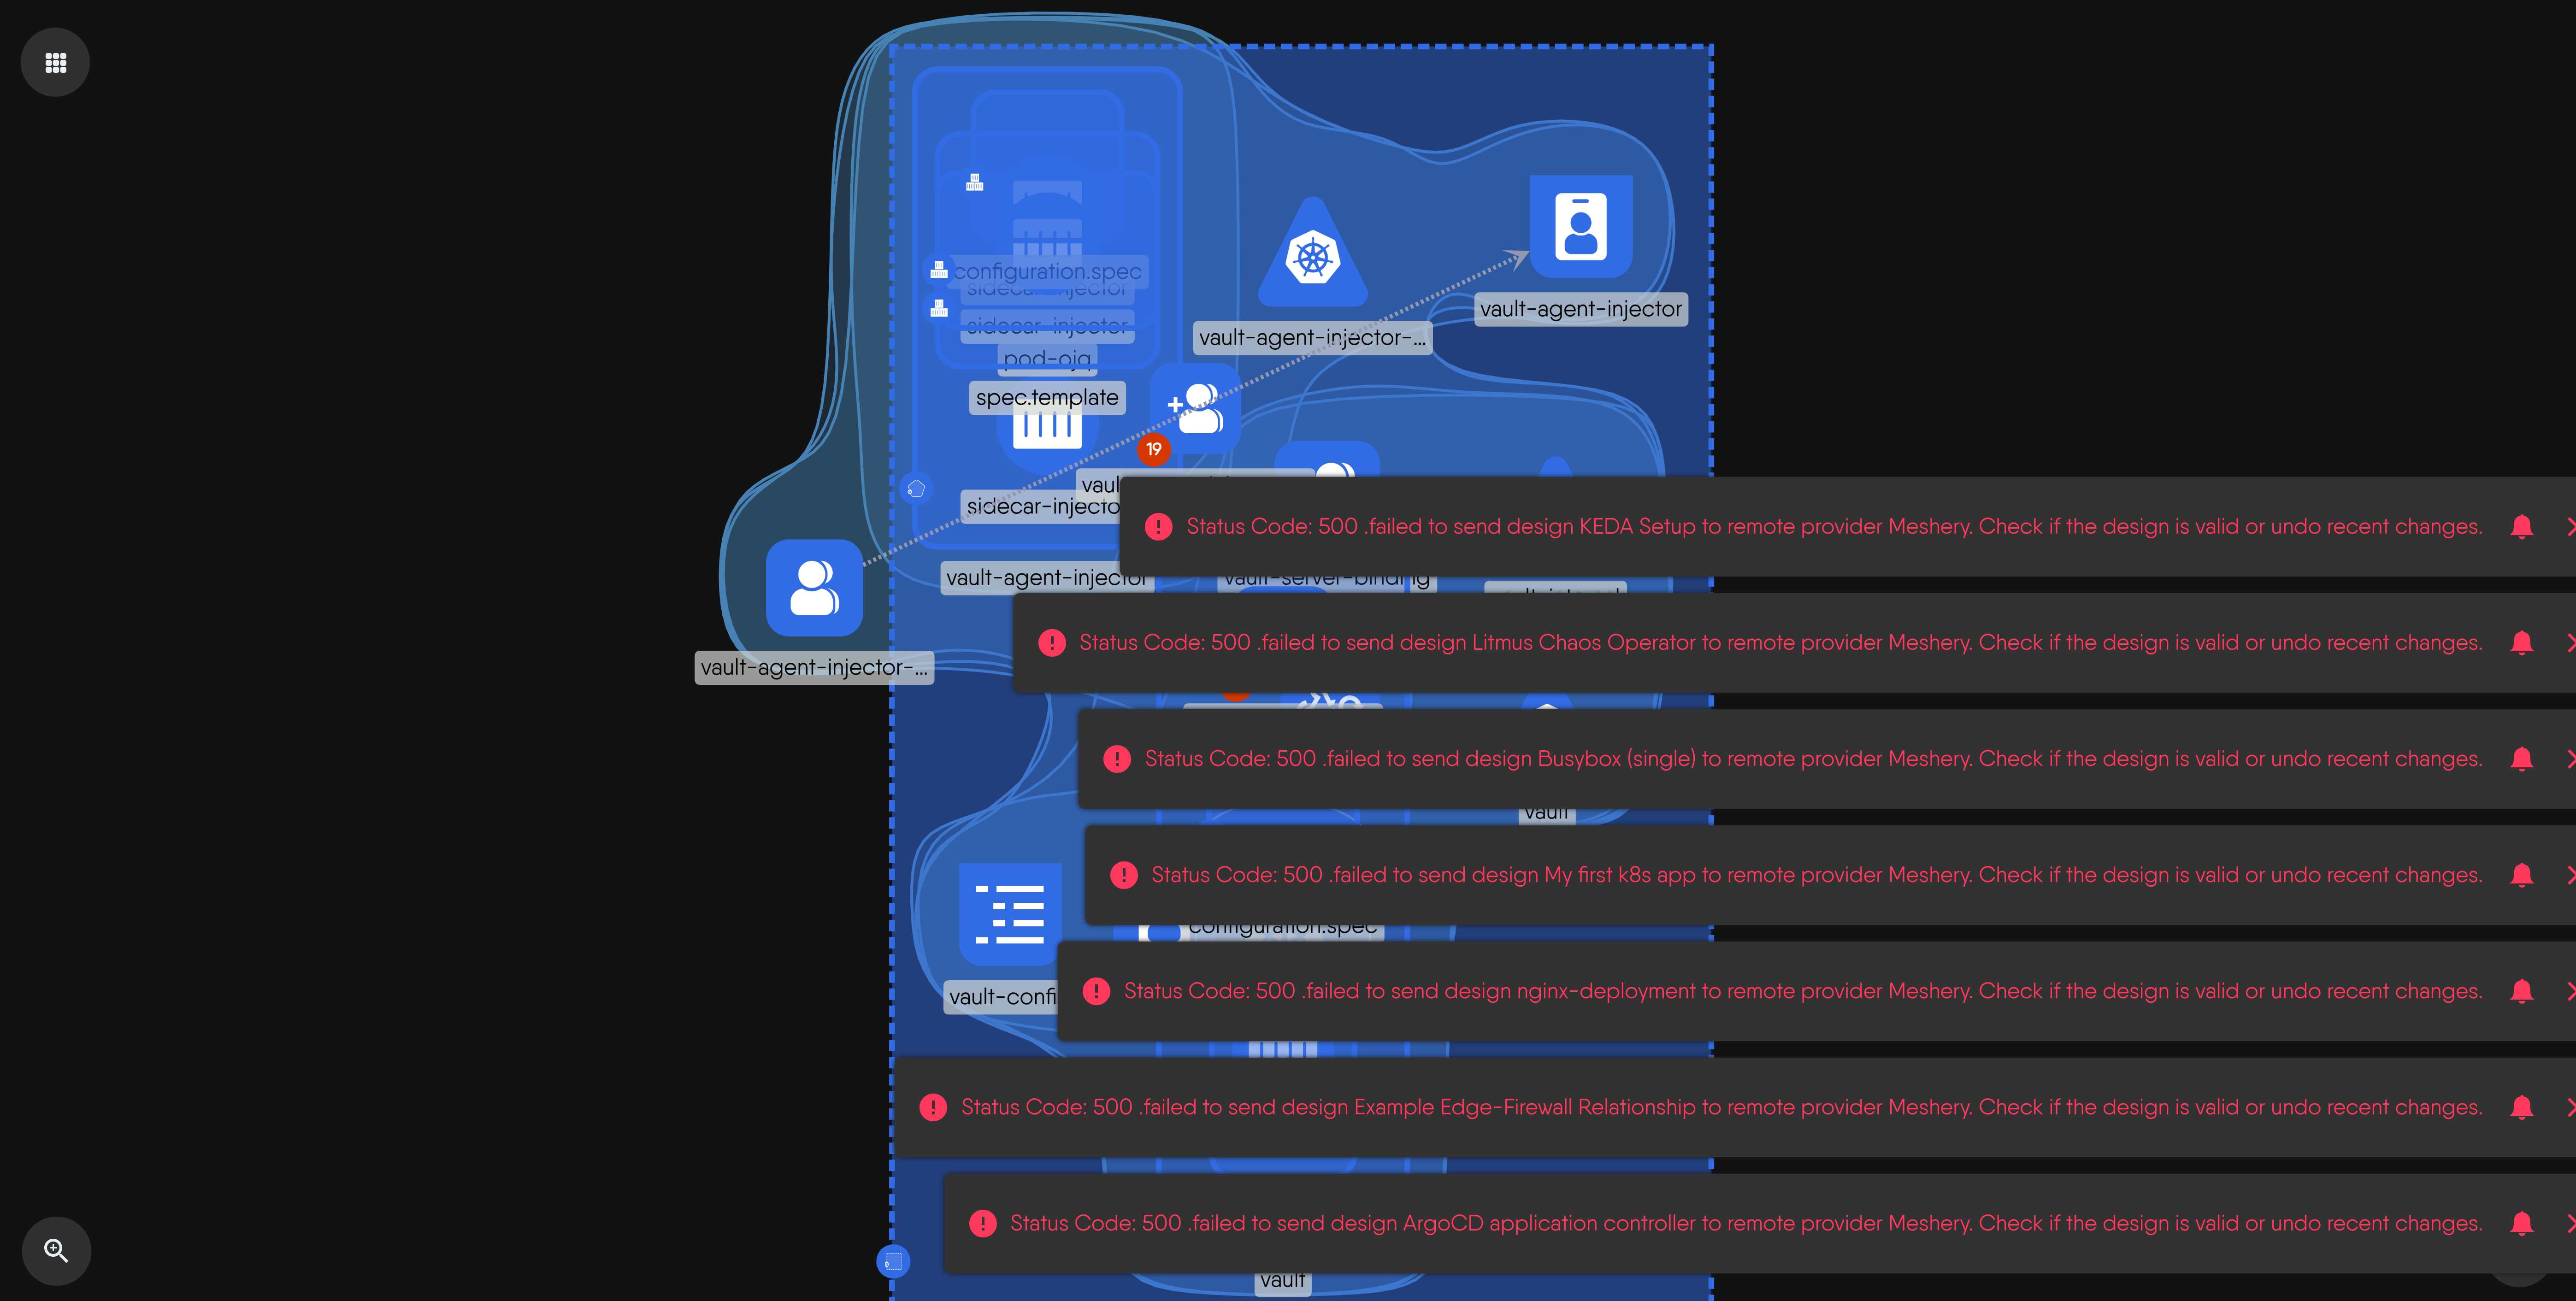 configuration.spec
sidecar-injector
sidecar-injector
pod-ojq
spec.template
vault-agent-injector-...
vault-agent-injector
19
sidecar-injecto
vault-agent-injector
Status Code: 500 .failed to send design KEDA Setup to remote provider Meshery. Check if the design is valid or undo recent changes.
vault-server-binding
vault-agent-injector-...
Status Code: 500 .failed to send design Litmus Chaos Operator to remote provider Meshery. Check if the design is valid or undo recent changes.
Status Code: 500 .failed to send design Busybox (single) to remote provider Meshery. Check if the design is valid or undo recent changes.
vault
Status Code: 500 .failed to send design My first k8s app to remote provider Meshery. Check if the design is valid or undo recent changes.
configuration.spec
vault-confi
Status Code: 500 .failed to send design nginx-deployment to remote provider Meshery. Check if the design is valid or undo recent changes.
Status Code: 500 .failed to send design Example Edge-Firewall Relationship to remote provider Meshery. Check if the design is valid or undo recent changes.
Status Code: 500 .failed to send design ArgoCD application controller to remote provider Meshery. Check if the design is valid or undo recent changes.
vault